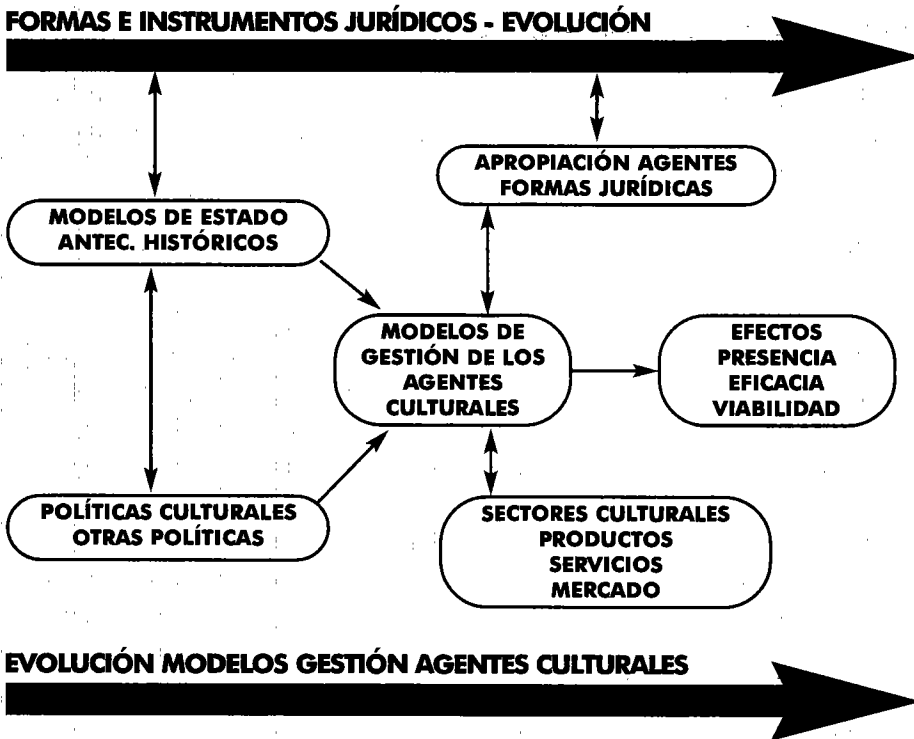 FORMAS E INSTRUMENTOS JURÍDICOS - EVOLUCIÓN
APROPIACIÓN AGENTES
FORMAS JURÍDICAS
MODELOS DE ESTADO
ANTEC. HISTÓRICOS
MODELOS DE
GESTIÓN DE LOS
AGENTES
CULTURALES
EFECTOS
PRESENCIA
EFICACIA
VIABILIDAD
POLÍTICAS CULTURALES
OTRAS POLÍTICAS
SECTORES CULTURALES
PRODUCTOS
SERVICIOS
MERCADO
EVOLUCIÓN MODELOS GESTIÓN AGENTES CULTURALES